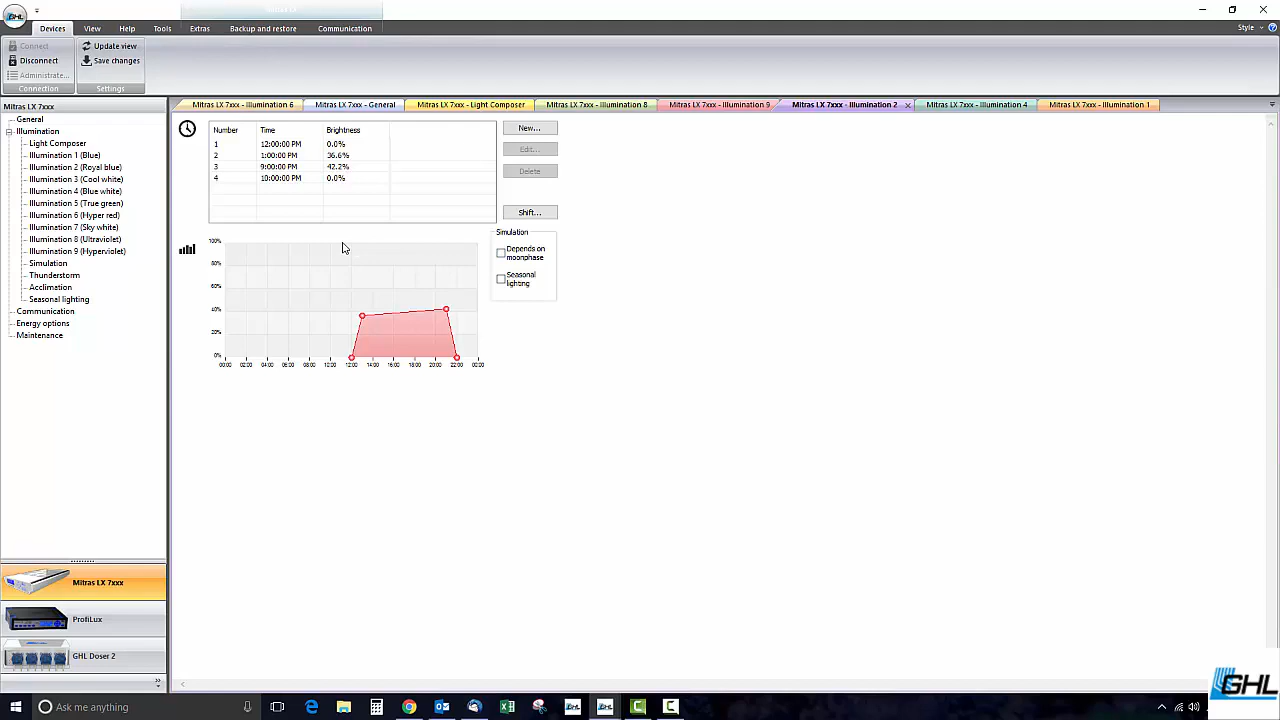 GHL
Devices View Help Tools Extras Backup and restore Communication Style
Connect
Disconnect
Administrate...
Connection
Update view
Save changes
Settings
Mitras LX 7xxx
General
Illumination
Light Composer
Illumination 1 (Blue)
Illumination 2 (Royal blue)
Illumination 3 (Cool white)
Illumination 4 (Blue white)
Illumination 5 (True green)
Illumination 6 (Hyper red)
Illumination 7 (Sky white)
Illumination 8 (Ultraviolet)
Illumination 9 (Hyperviolet)
Simulation
Thunderstorm
Acclimation
Seasonal lighting
Communication
Energy options
Maintenance
Mitras LX 7xxx
ProfiLux
GHL Doser 2
Mitras LX 7xxx - Illumination 6 Mitras LX 7xxx - General Mitras LX 7xxx - Light Composer Mitras LX 7xxx - Illumination 8 Mitras LX 7xxx - Illumination 9 Mitras LX 7xxx - Illumination 2 Mitras LX 7xxx - Illumination 4 Mitras LX 7xxx - Illumination 1
Number Time Brightness
1 12:00:00 PM 0.0%
2 1:00:00 PM 36.6%
3 9:00:00 PM 42.2%
4 10:00:00 PM 0.0%
New...
Edit...
Delete
Shift...
Simulation
Depends on
moonphase
Seasonal
lighting
100%
80%
60%
40%
20%
0%
00:00 02:00 04:00 06:00 08:00 10:00 12:00 14:00 16:00 18:00 20:00 22:00 00:00
Ask me anything
GHL